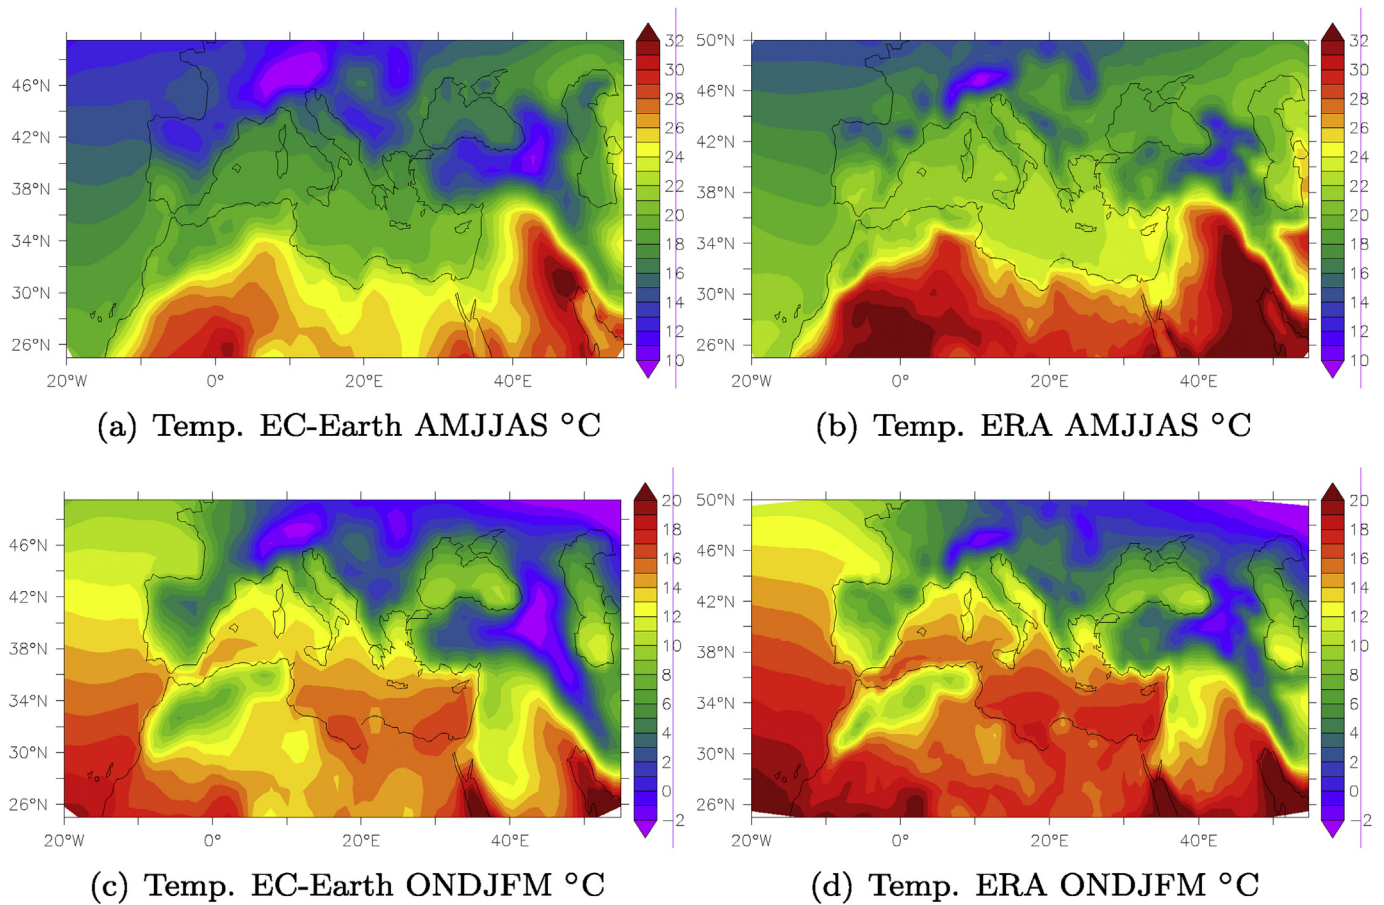 50°N
46°N
42°N
38°N
34°N
30°N
26°N
20°W 0° 20°E 40°E
32
30
28
26
24
22
20
18
16
14
12
10
46°N
42°N
38°N
34°N
30°N
26°N
20°W 0° 20°E 40°E
32
30
28
26
24
22
20
18
16
14
12
10
(a) Temp. EC-Earth AMJJAS °C
(b) Temp. ERA AMJJAS °C
46°N
42°N
38°N
34°N
30°N
26°N
20°W 0° 20°E 40°E
20
18
16
14
12
10
8
6
4
2
0
−2
50°N
46°N
42°N
38°N
34°N
30°N
26°N
20°W 0° 20°E 40°E
20
18
16
14
12
10
8
6
4
2
0
−2
(c) Temp. EC-Earth ONDJFM °C
(d) Temp. ERA ONDJFM °C